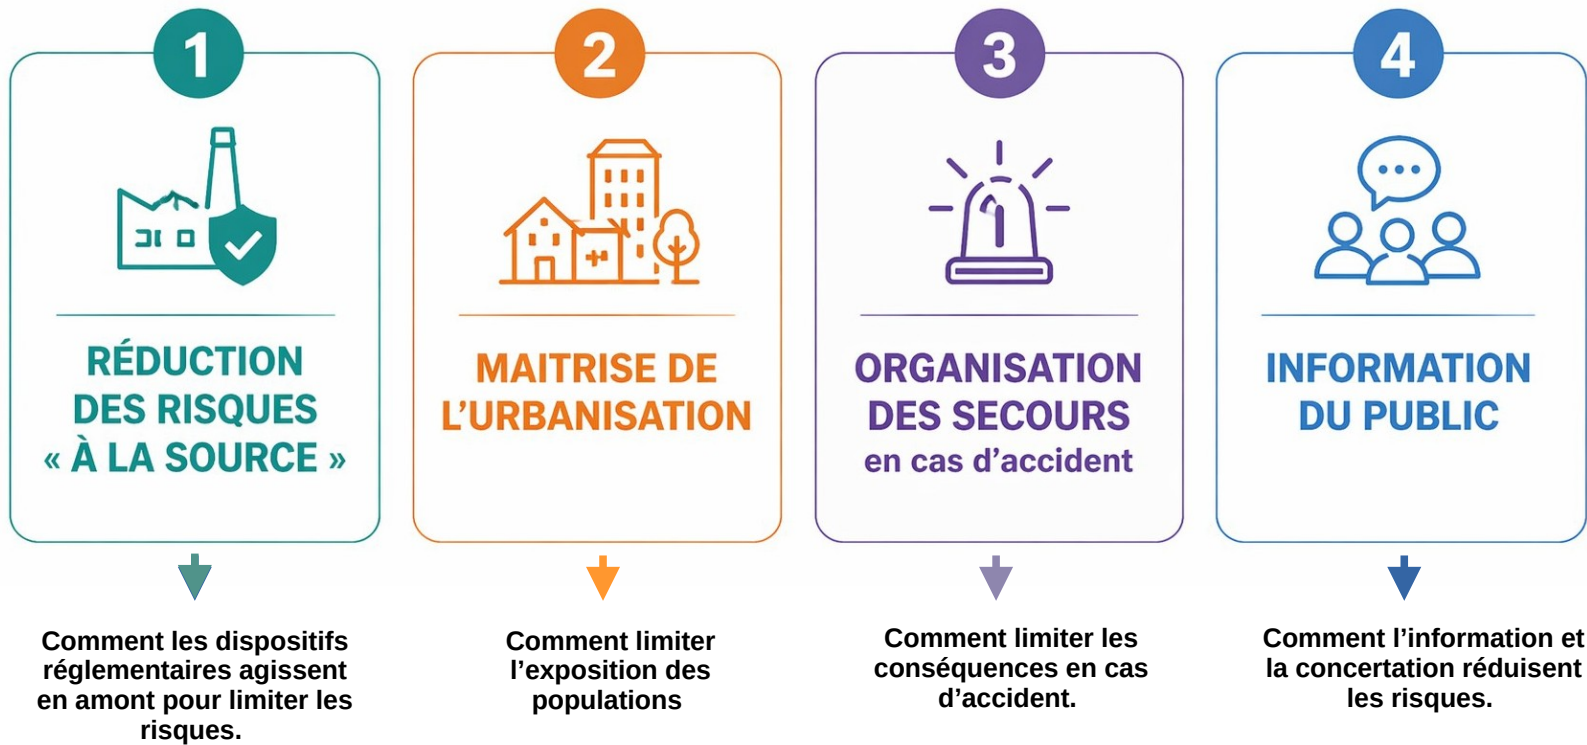 1
RÉDUCTION
DES RISQUES
« À LA SOURCE »
Comment les dispositifs
réglementaires agissent
en amont pour limiter les
risques.
2
MAITRISE DE
L’URBANISATION
Comment limiter
l’exposition des
populations
3
ORGANISATION
DES SECOURS
en cas d’accident
Comment limiter les
conséquences en cas
d’accident.
4
INFORMATION
DU PUBLIC
Comment l’information et
la concertation réduisent
les risques.